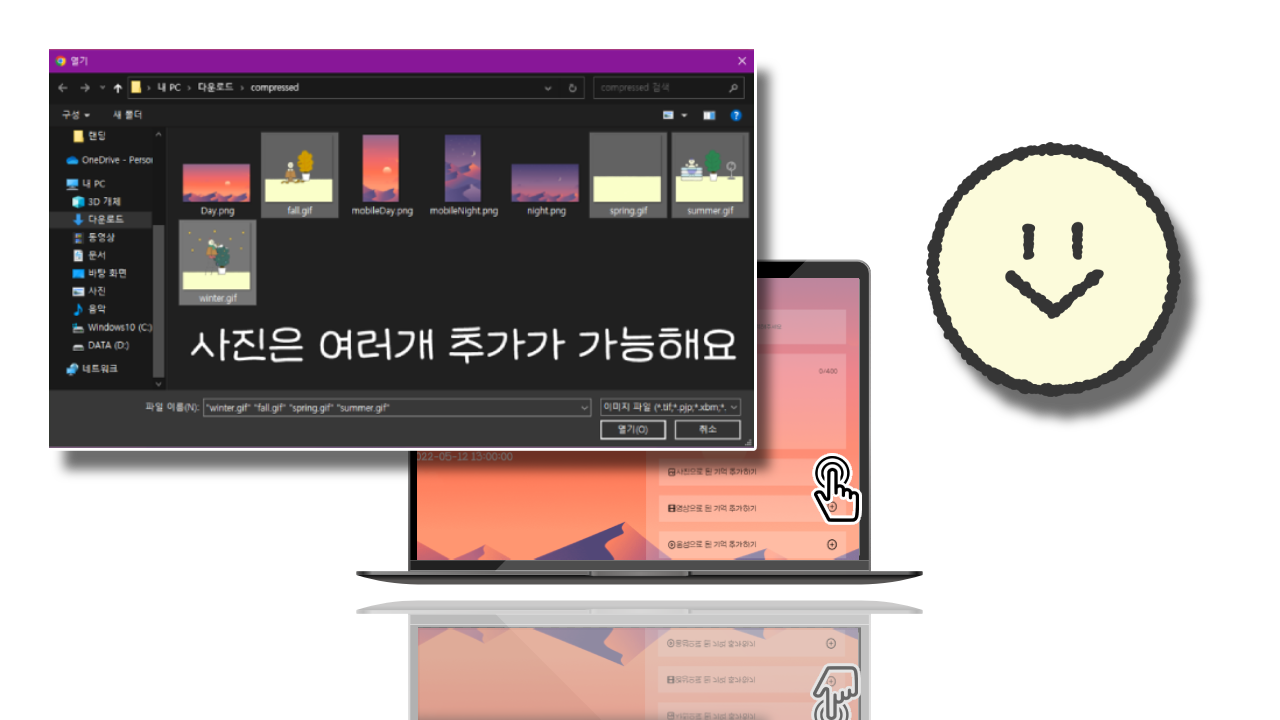 열기
내 PC > 다운로드 > compressed
compressed 검색
구성
새 폴더
랜딩
OneDrive - Person
내 PC
3D 개체
다운로드
동영상
문서
바탕 화면
사진
음악
Windows10 (C:)
DATA (D:)
네트워크
Day.png
fall.gif
mobileDay.png
mobileNight.png
night.png
spring.gif
summer.gif
winter.gif
사진은 여러개 추가가 가능해요
파일 이름(N):
"winter.gif" "fall.gif" "spring.gif" "summer.gif"
이미지 파일 (*.tif;*.pjp;*.xbm;*.
열기(O)
취소
0/400
022-05-12 13:00:00
사진으로 된 기억 추가하기
영상으로 된 기억 추가하기
음성으로 된 기억 추가하기